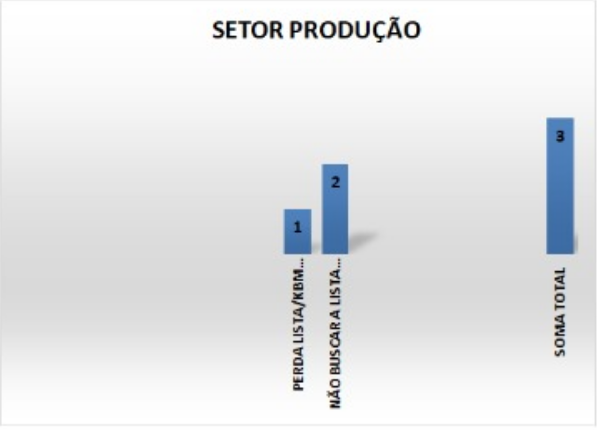 SETOR PRODUÇÃO
1
2
3
PERDA LISTA/KBM...
NÃO BUSCAR A LISTA...
SOMA TOTAL